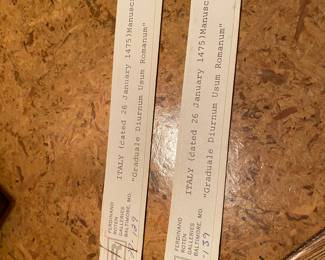 ITALY (dated 26 January 1475)Manusc
"Graduale Diurnum Usum Romanum"
FERDINAND
ROTEN
GALLERIES
BALTIMORE, MD.
ITALY (dated 26 January 1475)Manusc
"Graduale Diurnum Usum Romanum"
FERDINAND
ROTEN
GALLERIES
BALTIMORE, MD.